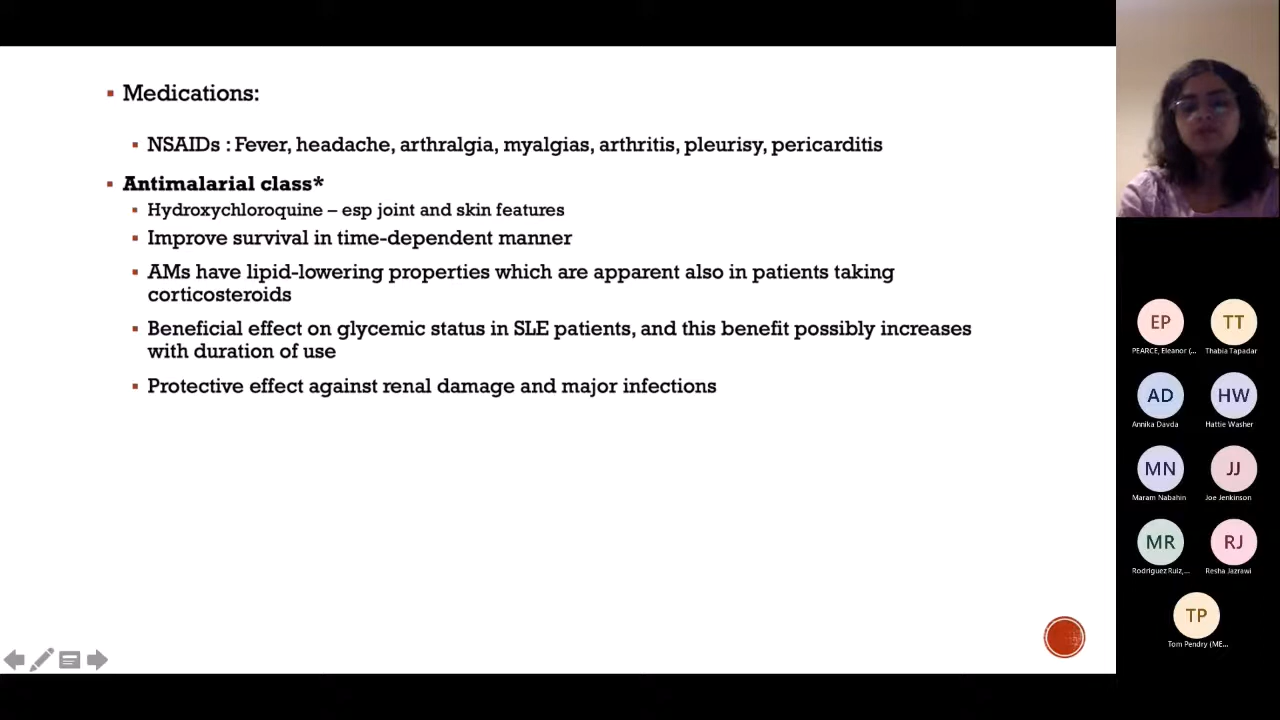 Medications:
NSAIDs : Fever, headache, arthralgia, myalgias, arthritis, pleurisy, pericarditis
Antimalarial class*
Hydroxychloroquine – esp joint and skin features
Improve survival in time-dependent manner
AMs have lipid-lowering properties which are apparent also in patients taking
corticosteroids
Beneficial effect on glycemic status in SLE patients, and this benefit possibly increases
with duration of use
Protective effect against renal damage and major infections
EP
TT
PEARCE, Eleanor (...
Thabia Tapadar
AD
HW
Annika Davda
Hattie Washer
MN
JJ
Maram Nabahin
Joe Jenkinson
MR
RJ
Rodriguez Ruiz,...
Resha Jazrawi
TP
Tom Pendry (ME...